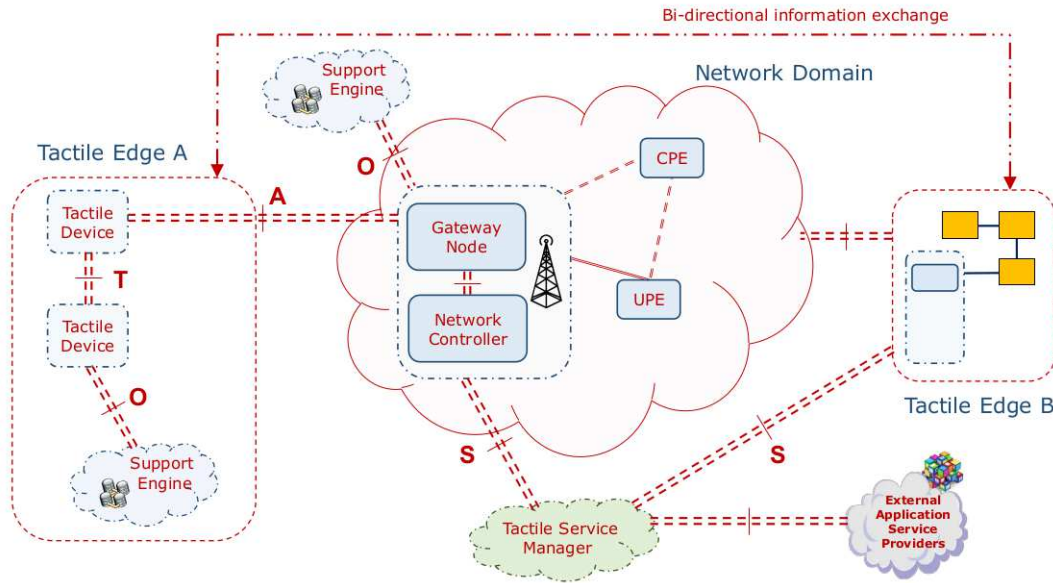 Bi-directional information exchange
Support
Engine
Network Domain
Tactile Edge A
O
CPE
A
Tactile
Device
Gateway
Node
T
UPE
Tactile
Device
Network
Controller
O
Tactile Edge B
S
S
Support
Engine
External
Application
Service
Providers
Tactile Service
Manager